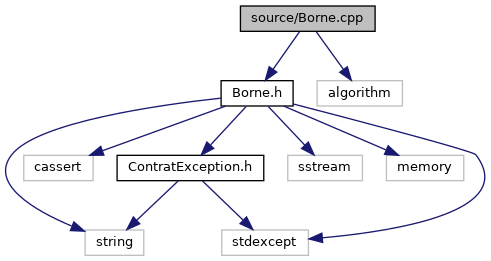 source/Borne.cpp
Borne.h
algorithm
cassert
ContratException.h
sstream
memory
string
stdexcept